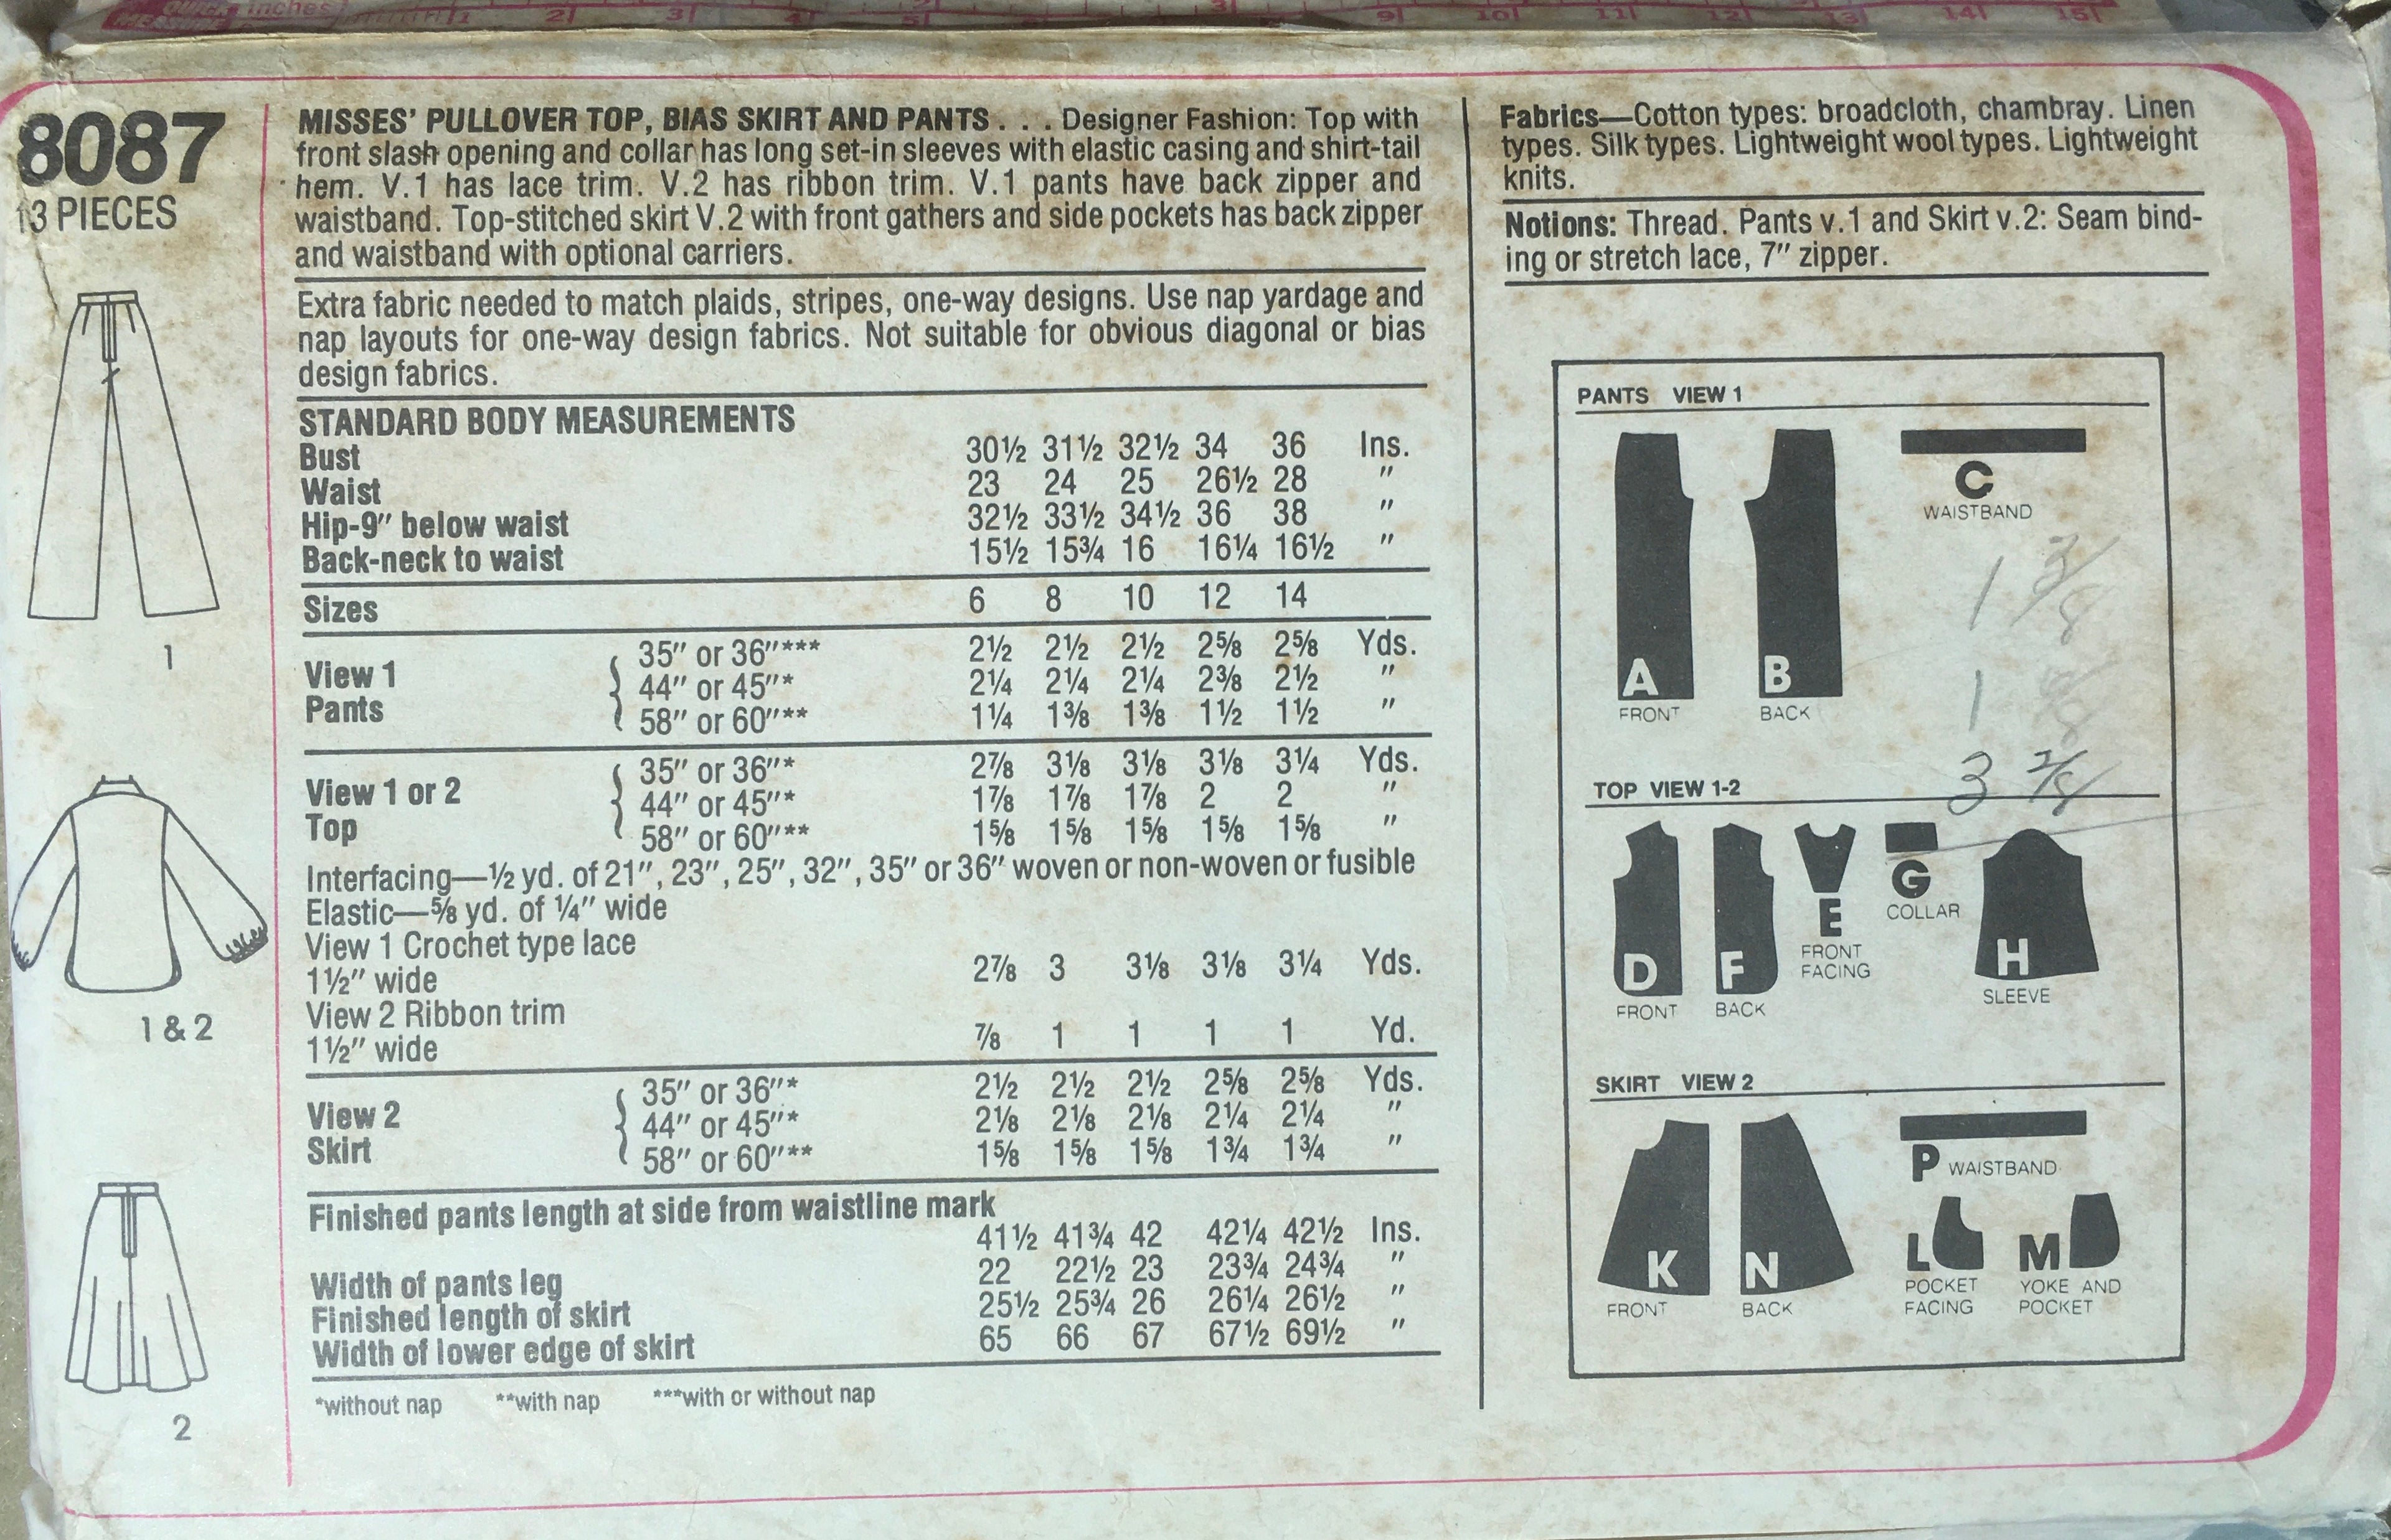 QUICK MEASURE inches 1 2 3 4 5 9 10 11 12 13 14 15
8087
13 PIECES
1
1 & 2
2
MISSES' PULLOVER TOP, BIAS SKIRT AND PANTS . . . Designer Fashion: Top with
front slash opening and collar has long set-in sleeves with elastic casing and shirt-tail
hem. V.1 has lace trim. V.2 has ribbon trim. V.1 pants have back zipper and
waistband. Top-stitched skirt V.2 with front gathers and side pockets has back zipper
and waistband with optional carriers.
Extra fabric needed to match plaids, stripes, one-way designs. Use nap yardage and
nap layouts for one-way design fabrics. Not suitable for obvious diagonal or bias
design fabrics.
STANDARD BODY MEASUREMENTS
Bust 30½ 31½ 32½ 34 36 Ins.
Waist 23 24 25 26½ 28 "
Hip-9" below waist 32½ 33½ 34½ 36 38 "
Back-neck to waist 15½ 15¾ 16 16¼ 16½ "
Sizes 6 8 10 12 14
View 1
Pants
35" or 36"*** 2½ 2½ 2½ 2⅝ 2⅝ Yds.
44" or 45"* 2¼ 2¼ 2¼ 2⅜ 2½ "
58" or 60"** 1¼ 1⅜ 1⅜ 1½ 1½ "
View 1 or 2
Top
35" or 36"* 2⅞ 3⅛ 3⅛ 3⅛ 3¼ Yds.
44" or 45"* 1⅞ 1⅞ 1⅞ 2 2 "
58" or 60"** 1⅝ 1⅝ 1⅝ 1⅝ 1⅝ "
Interfacing—½ yd. of 21", 23", 25", 32", 35" or 36" woven or non-woven or fusible
Elastic—⅝ yd. of ¼" wide
View 1 Crochet type lace
1½" wide 2⅞ 3 3⅛ 3⅛ 3¼ Yds.
View 2 Ribbon trim
1½" wide ⅞ 1 1 1 1 Yd.
View 2
Skirt
35" or 36"* 2½ 2½ 2½ 2⅝ 2⅝ Yds.
44" or 45"* 2⅛ 2⅛ 2⅛ 2¼ 2¼ "
58" or 60"** 1⅝ 1⅝ 1⅝ 1¾ 1¾ "
Finished pants length at side from waistline mark
41½ 41¾ 42 42¼ 42½ Ins.
Width of pants leg 22 22½ 23 23¾ 24¾ "
Finished length of skirt 25½ 25¾ 26 26¼ 26½ "
Width of lower edge of skirt 65 66 67 67½ 69½ "
*without nap **with nap ***with or without nap
Fabrics—Cotton types: broadcloth, chambray. Linen
types. Silk types. Lightweight wool types. Lightweight
knits.
Notions: Thread. Pants v.1 and Skirt v.2: Seam bind-
ing or stretch lace, 7" zipper.
PANTS VIEW 1
A
FRONT
B
BACK
C
WAISTBAND
1 3/8
1
3 2/8
TOP VIEW 1-2
D
FRONT
F
BACK
E
FRONT
FACING
G
COLLAR
H
SLEEVE
SKIRT VIEW 2
K
FRONT
N
BACK
P WAISTBAND
L
POCKET
FACING
M
YOKE AND
POCKET